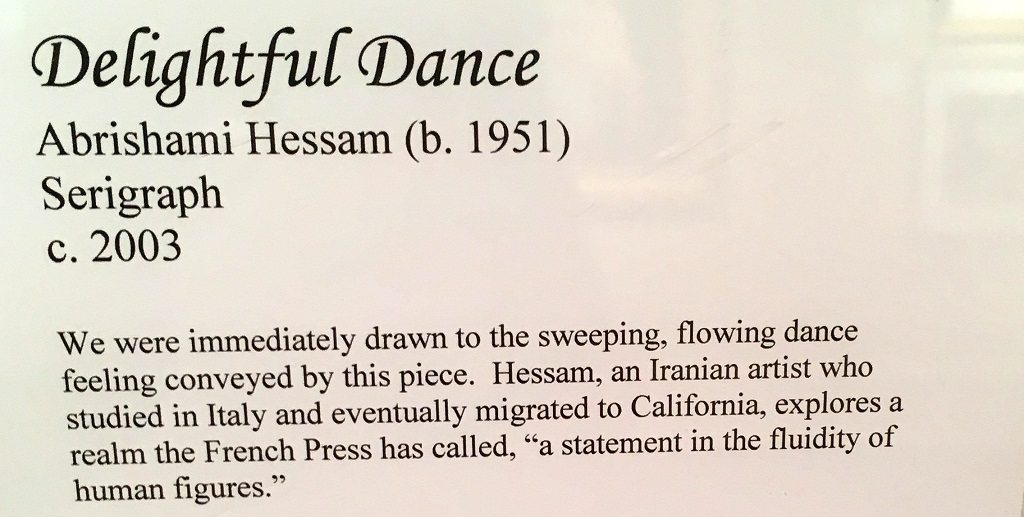 Delightful Dance
Abrishami Hessam (b. 1951)
Serigraph
c. 2003
We were immediately drawn to the sweeping, flowing dance
feeling conveyed by this piece.  Hessam, an Iranian artist who
studied in Italy and eventually migrated to California, explores a
realm the French Press has called, “a statement in the fluidity of
human figures.”